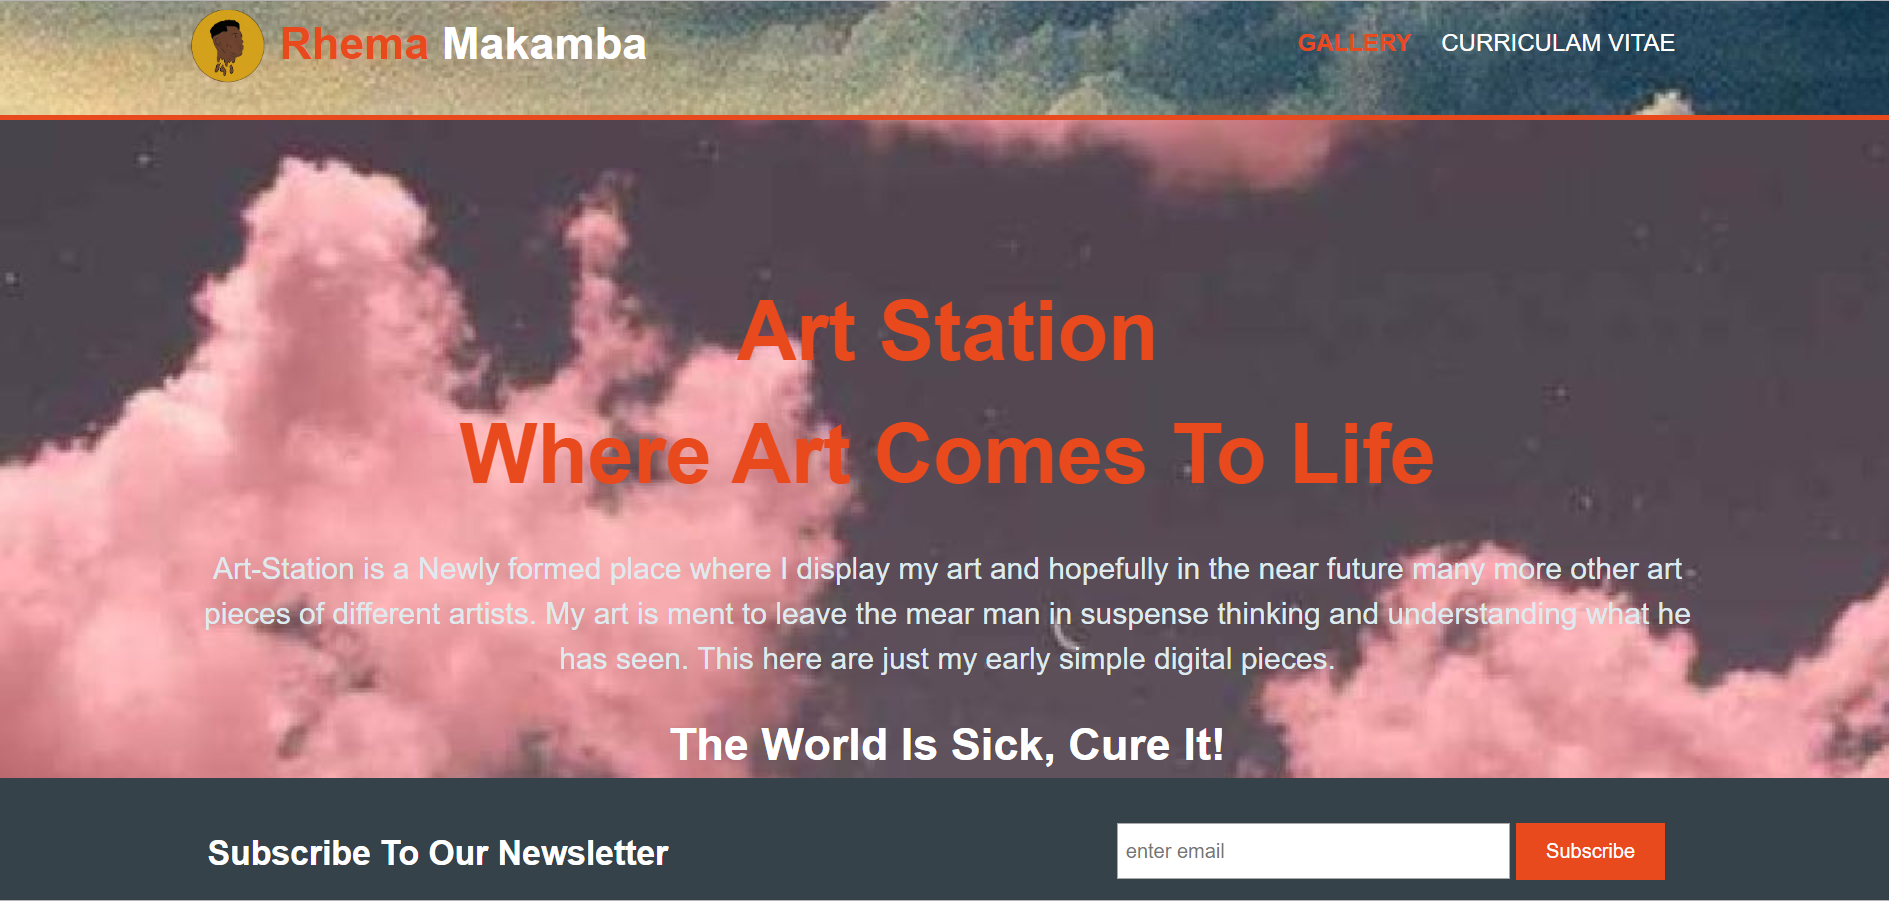 Rhema Makamba
GALLERY CURRICULAM VITAE
Art Station
Where Art Comes To Life
Art-Station is a Newly formed place where I display my art and hopefully in the near future many more other art
pieces of different artists. My art is ment to leave the mear man in suspense thinking and understanding what he
has seen. This here are just my early simple digital pieces.
The World Is Sick, Cure It!
Subscribe To Our Newsletter
enter email
Subscribe